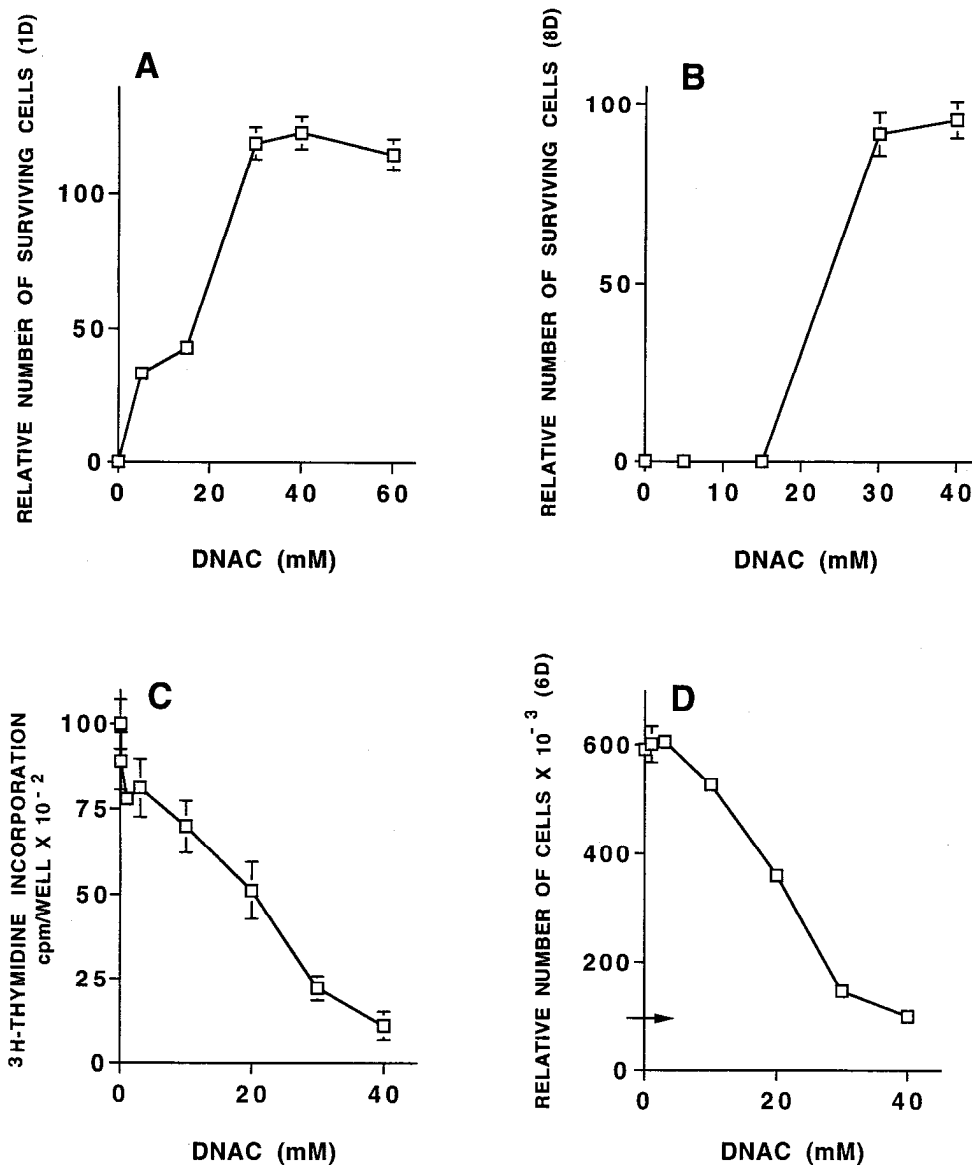 A
RELATIVE NUMBER OF SURVIVING CELLS (1D)
100
50
0
0 20 40 60
DNAC (mM)
B
RELATIVE NUMBER OF SURVIVING CELLS (8D)
100
50
0
0 10 20 30 40
DNAC (mM)
C
3H-THYMIDINE INCORPORATION
cpm/WELL X 10⁻²
100
75
50
25
0
0 20 40
DNAC (mM)
D
RELATIVE NUMBER OF CELLS X 10⁻³ (6D)
600
400
200
0
0 20 40
DNAC (mM)